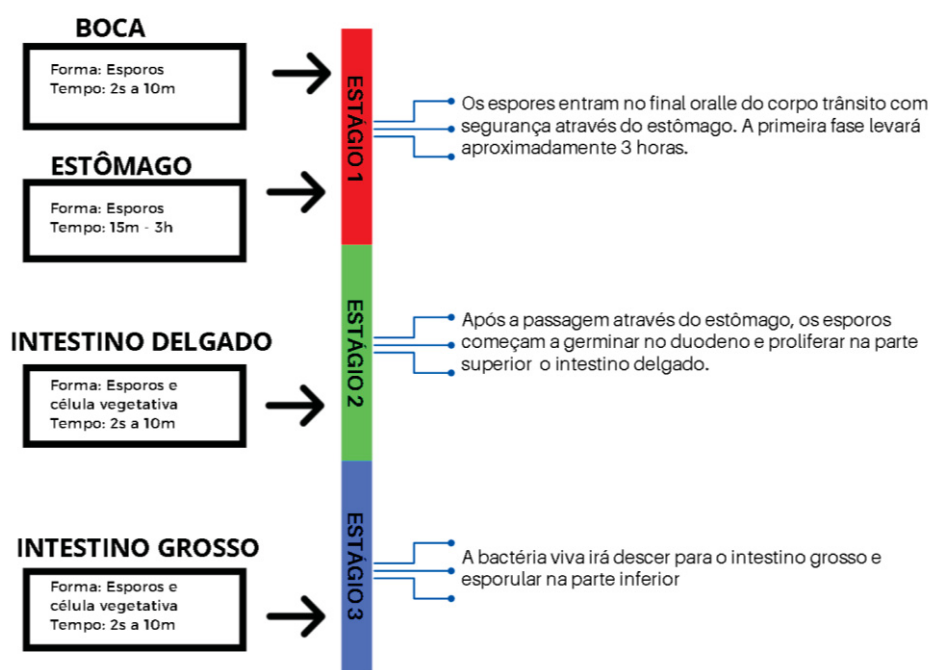 BOCA
Forma: Esporos
Tempo: 2s a 10m
ESTÔMAGO
Forma: Esporos
Tempo: 15m - 3h
ESTÁGIO 1
Os espores entram no final oralle do corpo trânsito com
segurança através do estômago. A primeira fase levará
aproximadamente 3 horas.
INTESTINO DELGADO
Forma: Esporos e
célula vegetativa
Tempo: 2s a 10m
ESTÁGIO 2
Após a passagem através do estômago, os esporos
começam a germinar no duodeno e proliferar na parte
superior o intestino delgado.
INTESTINO GROSSO
Forma: Esporos e
célula vegetativa
Tempo: 2s a 10m
ESTÁGIO 3
A bactéria viva irá descer para o intestino grosso e
esporular na parte inferior